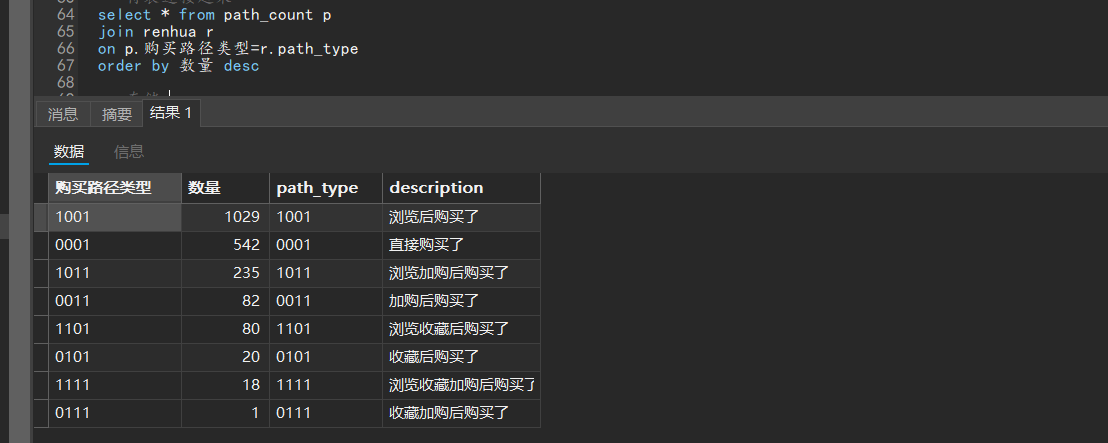 64 select * from path_count p
65 join renhua r
66 on p.购买路径类型=r.path_type
67 order by 数量 desc
68
消息 摘要 结果 1
数据 信息
购买路径类型 数量 path_type description
1001 1029 1001 浏览后购买了
0001 542 0001 直接购买了
1011 235 1011 浏览加购后购买了
0011 82 0011 加购后购买了
1101 80 1101 浏览收藏后购买了
0101 20 0101 收藏后购买了
1111 18 1111 浏览收藏加购后购买了
0111 1 0111 收藏加购后购买了